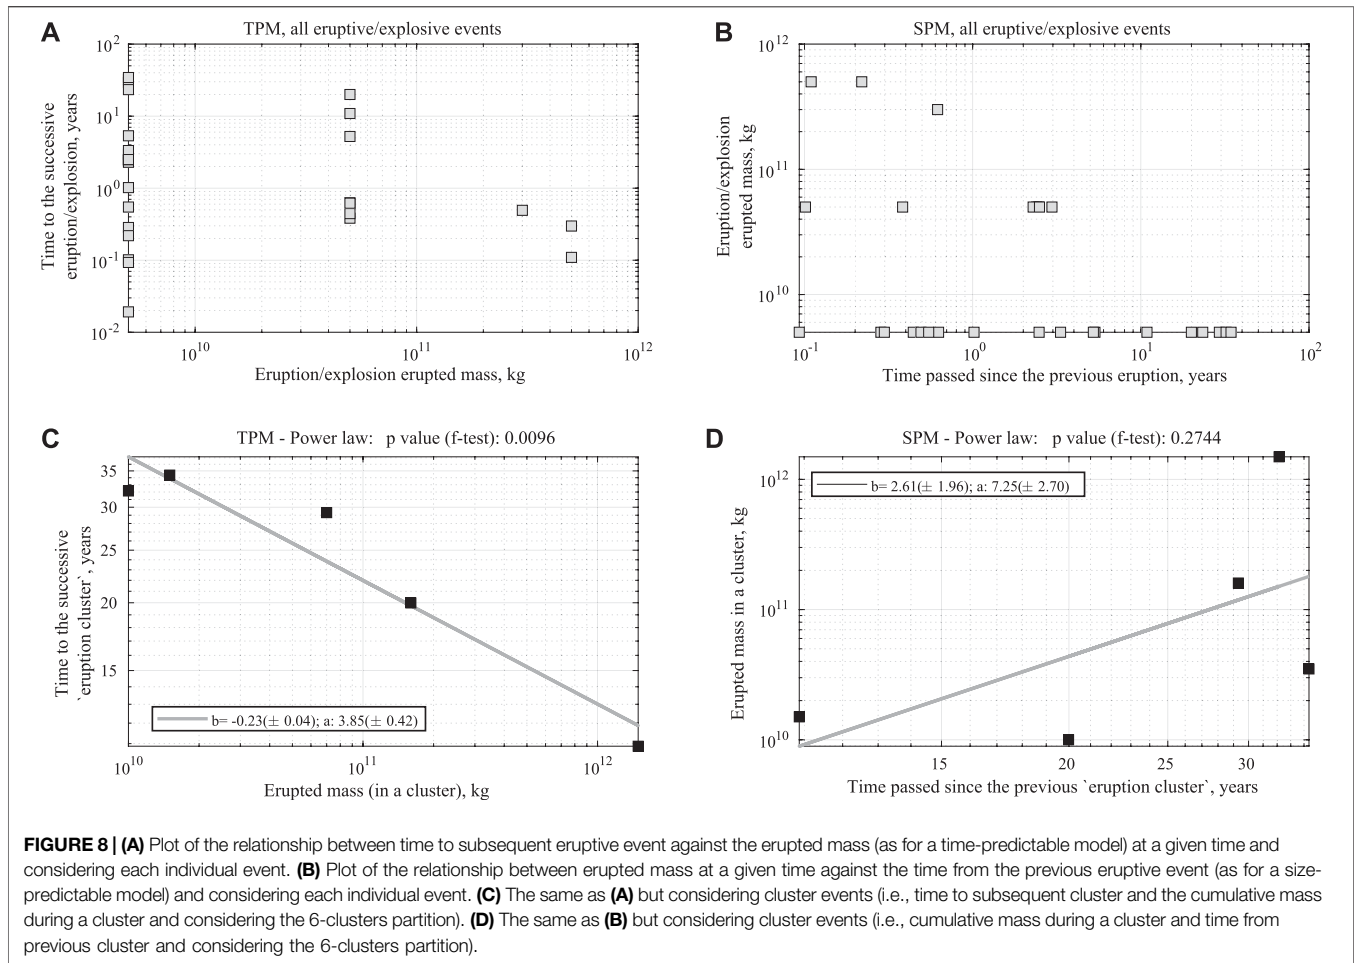 A
TPM, all eruptive/explosive events
10^2
10^1
10^0
10^-1
10^-2
Time to the successive
eruption/explosion, years
10^10
10^11
10^12
Eruption/explosion erupted mass, kg
B
SPM, all eruptive/explosive events
10^12
10^11
10^10
Eruption/explosion
erupted mass, kg
10^-1
10^0
10^1
10^2
Time passed since the previous eruption, years
C
TPM - Power law: p value (f-test): 0.0096
35
30
25
20
15
Time to the successive
`eruption cluster`, years
b= -0.23(± 0.04); a: 3.85(± 0.42)
10^10
10^11
10^12
Erupted mass (in a cluster), kg
D
SPM - Power law: p value (f-test): 0.2744
b= 2.61(± 1.96); a: 7.25(± 2.70)
10^12
10^11
10^10
Erupted mass in a cluster, kg
15
20
25
30
Time passed since the previous `eruption cluster`, years
FIGURE 8 | (A) Plot of the relationship between time to subsequent eruptive event against the erupted mass (as for a time-predictable model) at a given time and
considering each individual event. (B) Plot of the relationship between erupted mass at a given time against the time from the previous eruptive event (as for a size-
predictable model) and considering each individual event. (C) The same as (A) but considering cluster events (i.e., time to subsequent cluster and the cumulative mass
during a cluster and considering the 6-clusters partition). (D) The same as (B) but considering cluster events (i.e., cumulative mass during a cluster and time from
previous cluster and considering the 6-clusters partition).